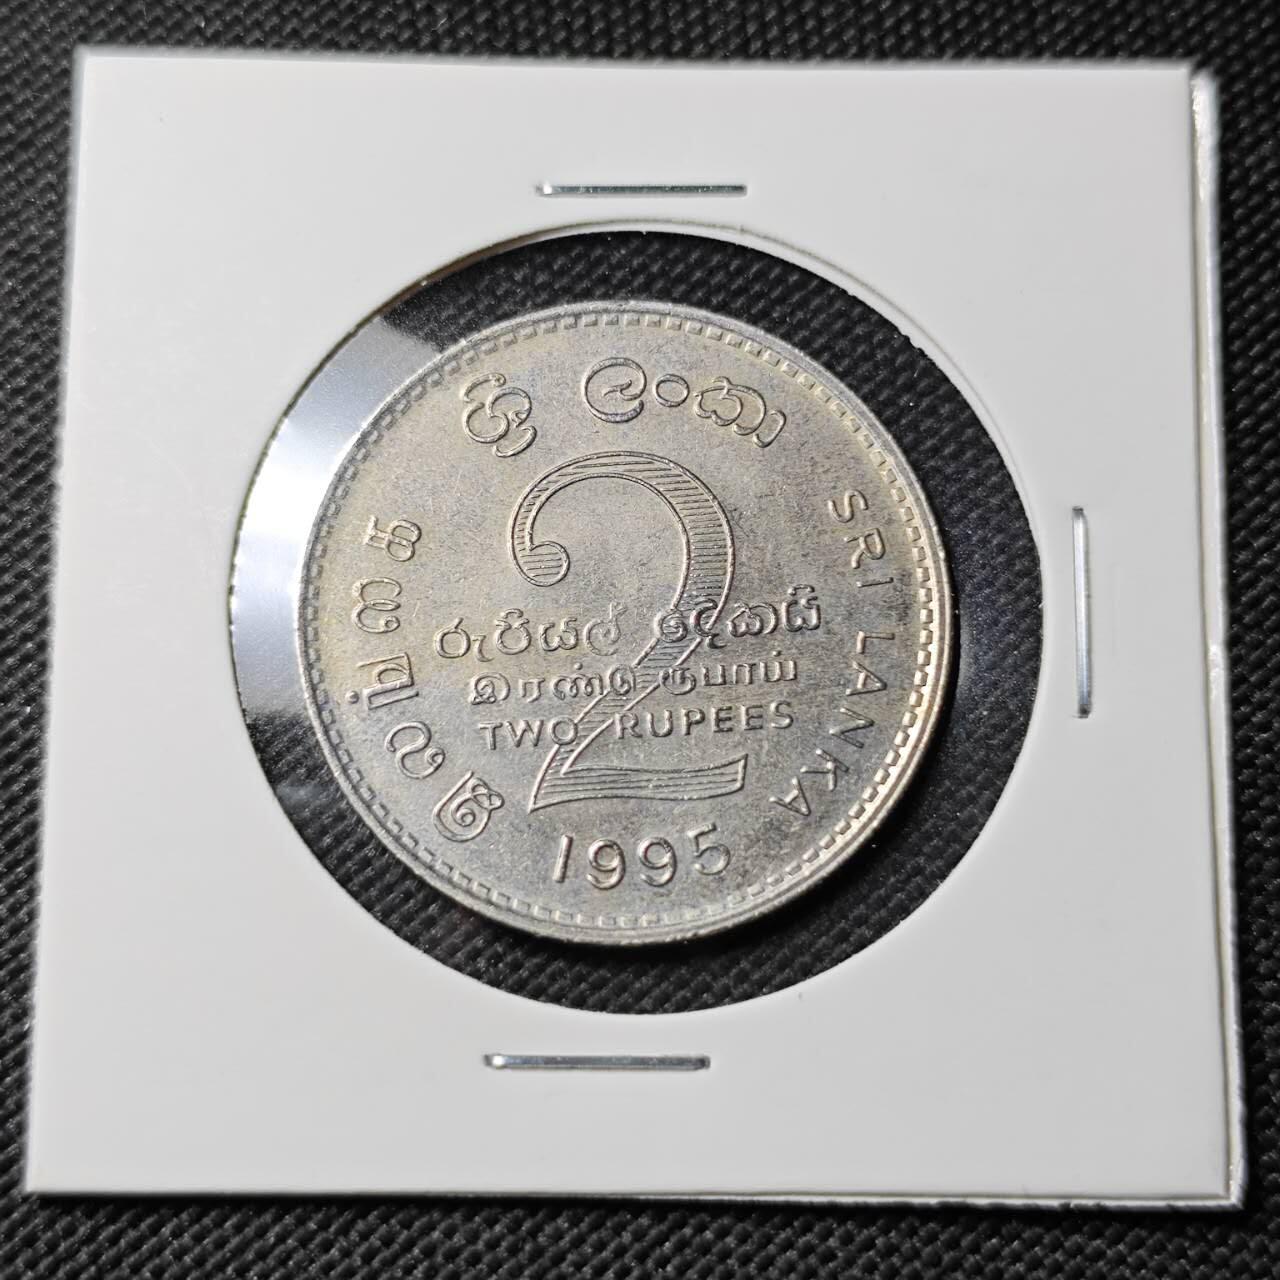 ශ්‍රී ලංකා
இலங்கை
SRI LANKA
2
රුපියල් දෙකයි
இரண்டு ரூபாய்
TWO RUPEES
1995